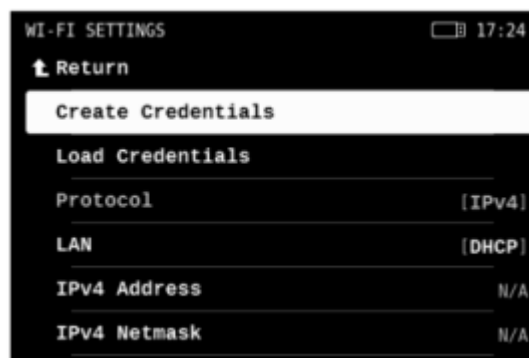 WI-FI SETTINGS 17:24
Return
Create Credentials
Load Credentials
Protocol [IPv4]
LAN [DHCP]
IPv4 Address N/A
IPv4 Netmask N/A